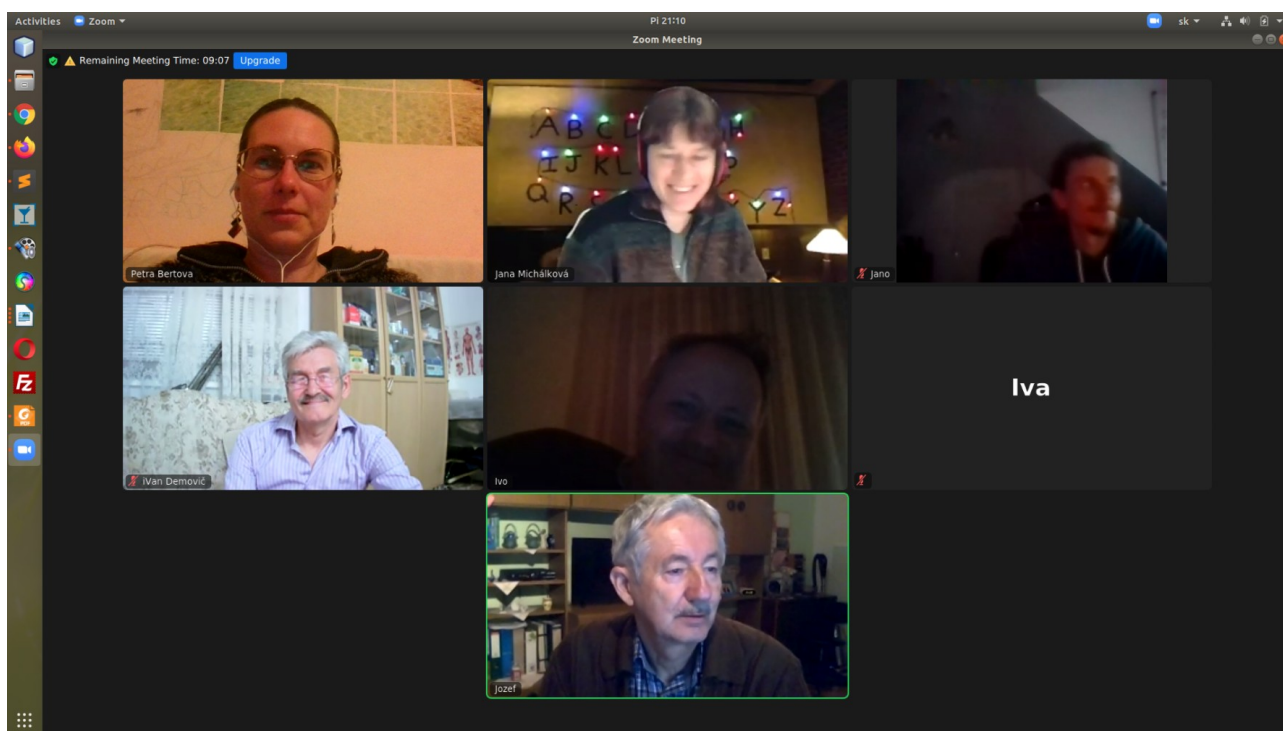 Activities Zoom Pi 21:10 sk
Zoom Meeting
Remaining Meeting Time: 09:07 Upgrade
A B C D H
I J K L P
Q R S Y Z
Petra Bertova
Jana Michálková
Jano
iVan Demovič
Ivo
Iva
Jozef